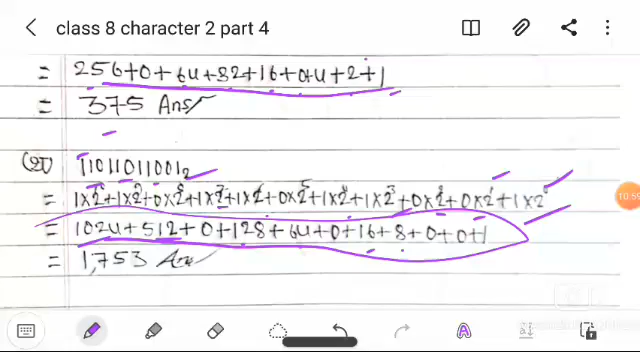 class 8 character 2 part 4
= 256+0+64+32+16+0+4+2+1
= 375 Ans
11011011001₂
= 1×2¹⁰+1×2⁹+0×2⁸+1×2⁷+1×2⁶+0×2⁵+1×2⁴+1×2³+0×2²+0×2¹+1×2⁰
= 1024+512+0+128+64+0+16+8+0+0+1
= 1,753 Ans
10:59